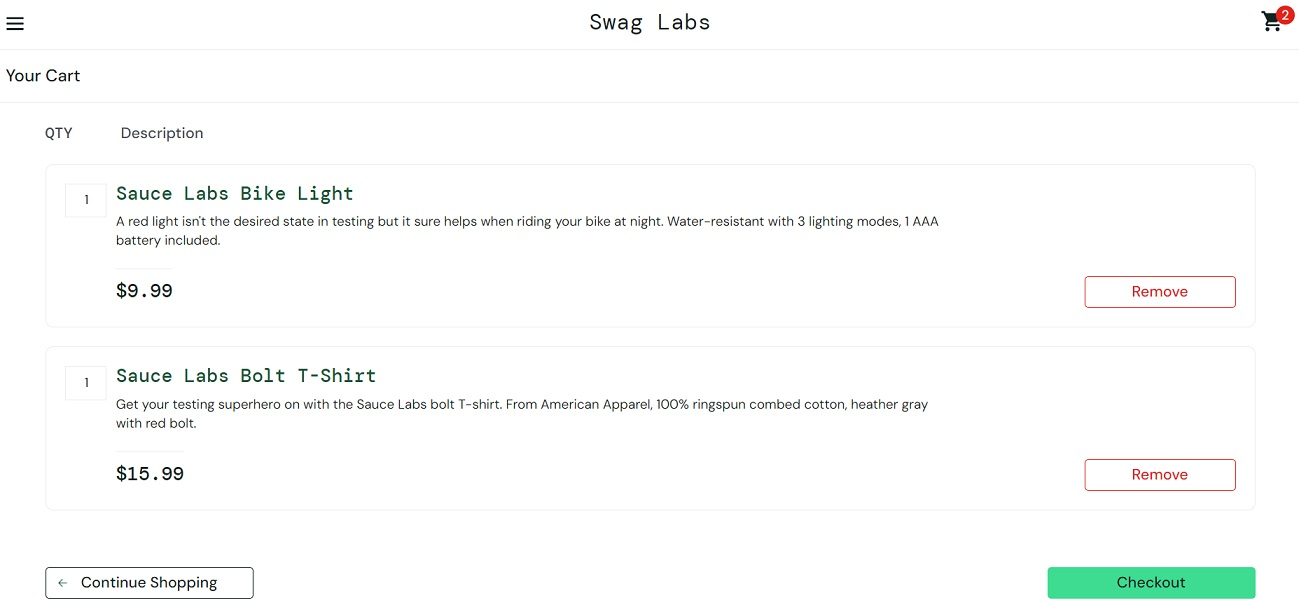 Swag Labs
2
Your Cart
QTY Description
1
Sauce Labs Bike Light
A red light isn't the desired state in testing but it sure helps when riding your bike at night. Water-resistant with 3 lighting modes, 1 AAA
battery included.
$9.99
Remove
1
Sauce Labs Bolt T-Shirt
Get your testing superhero on with the Sauce Labs bolt T-shirt. From American Apparel, 100% ringspun combed cotton, heather gray
with red bolt.
$15.99
Remove
Continue Shopping
Checkout